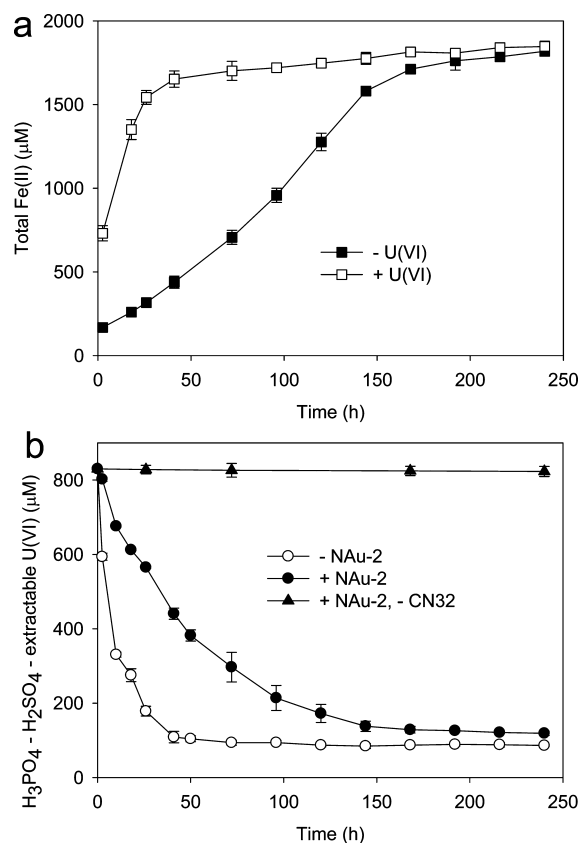 a
Total Fe(II) (μM)
2000
1500
1000
500
0
- U(VI)
+ U(VI)
0 50 100 150 200 250
Time (h)
b
H3PO4 - H2SO4 - extractable U(VI) (μM)
800
600
400
200
0
- NAu-2
+ NAu-2
+ NAu-2, - CN32
0 50 100 150 200 250
Time (h)